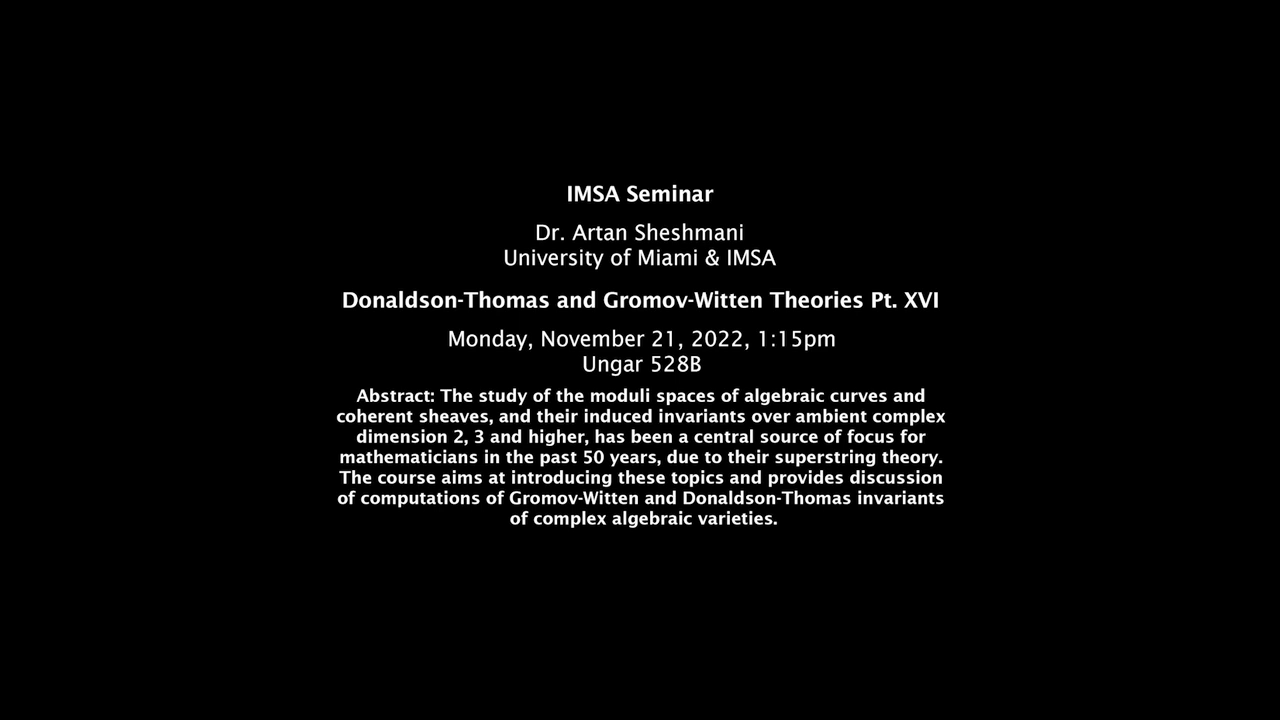 IMSA Seminar
Dr. Artan Sheshmani
University of Miami & IMSA
Donaldson-Thomas and Gromov-Witten Theories Pt. XVI
Monday, November 21, 2022, 1:15pm
Ungar 528B
Abstract: The study of the moduli spaces of algebraic curves and
coherent sheaves, and their induced invariants over ambient complex
dimension 2, 3 and higher, has been a central source of focus for
mathematicians in the past 50 years, due to their superstring theory.
The course aims at introducing these topics and provides discussion
of computations of Gromov-Witten and Donaldson-Thomas invariants
of complex algebraic varieties.